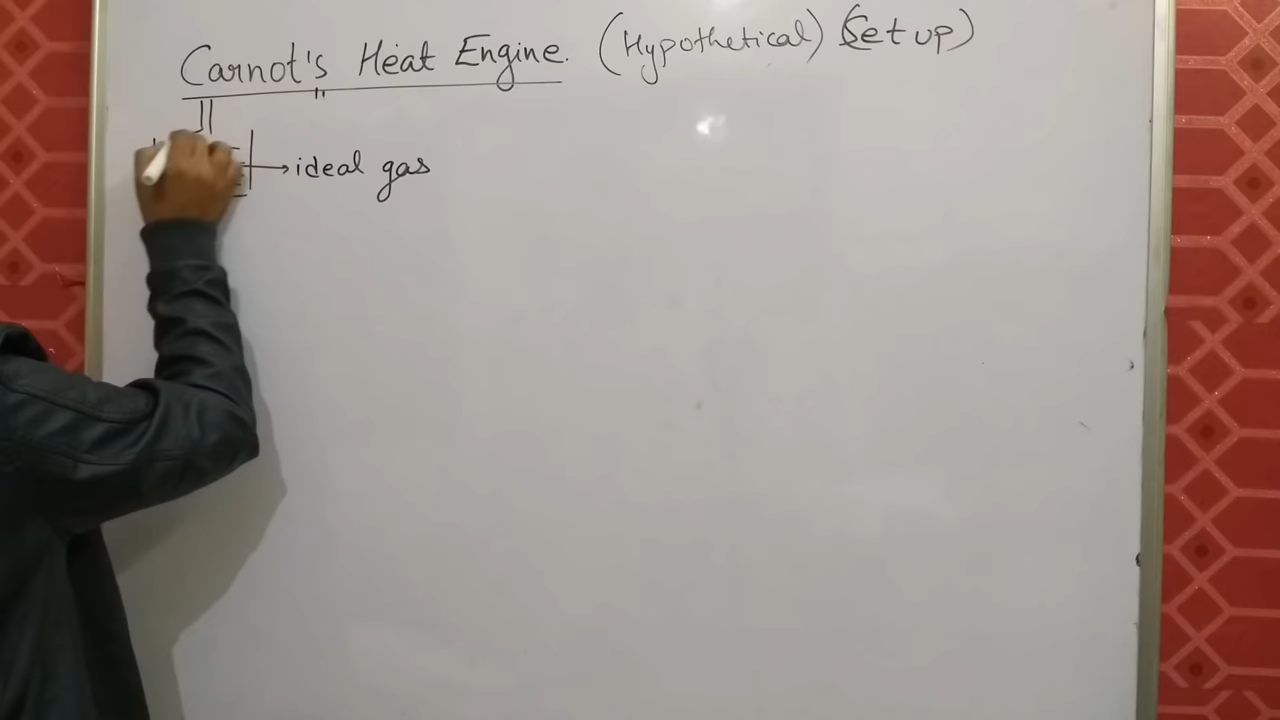 Carnot's Heat Engine. (Hypothetical) (Set up)
ideal gas